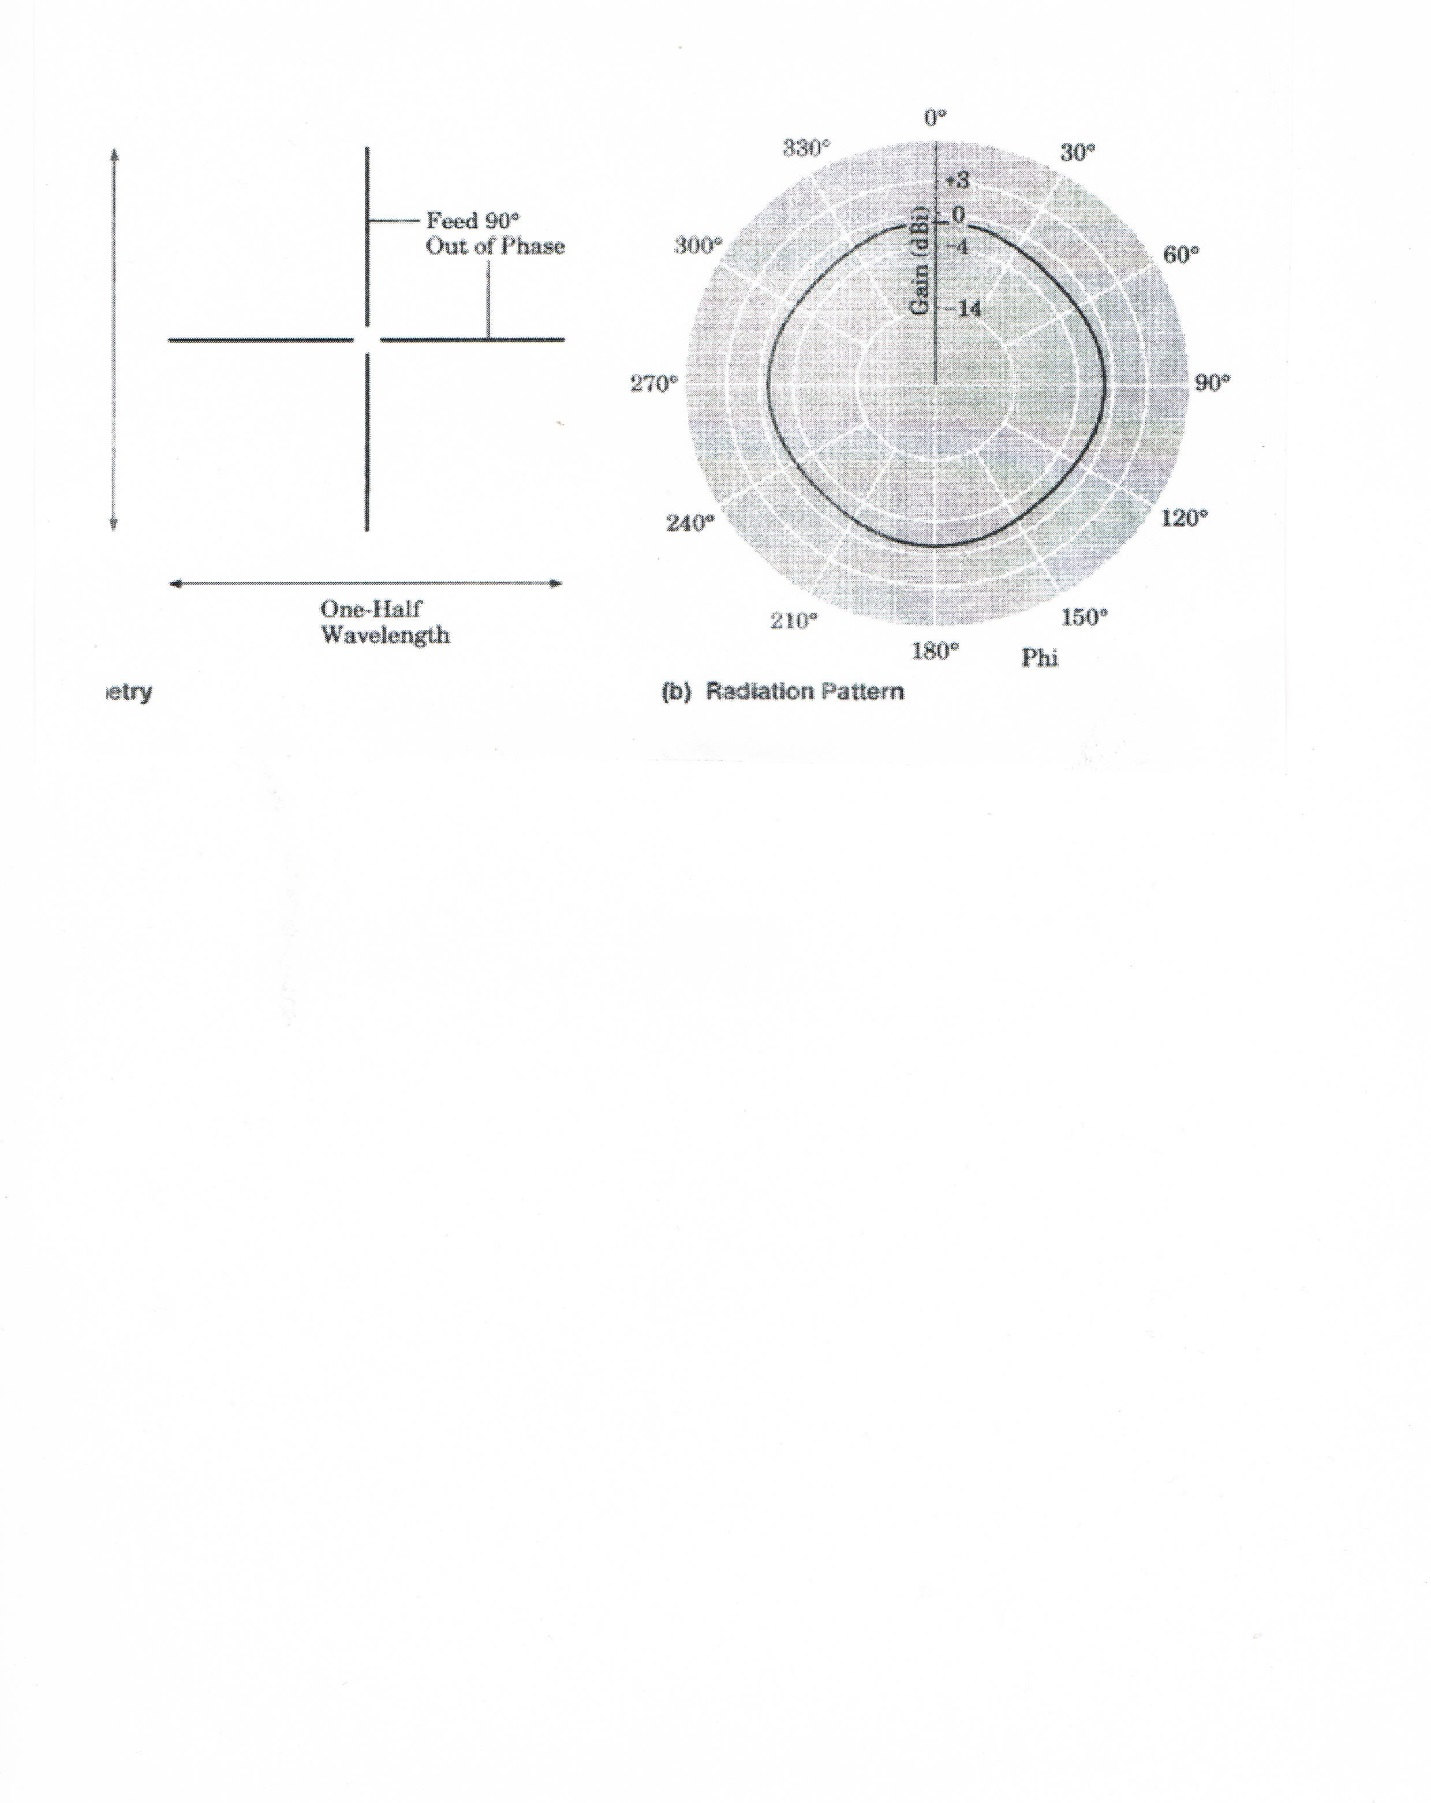 Feed 90°
Out of Phase
One-Half
Wavelength
etry
0°
30°
60°
90°
120°
150°
180°
210°
240°
270°
300°
330°
+3
0
-4
-14
Gain (dBi)
Phi
(b) Radiation Pattern